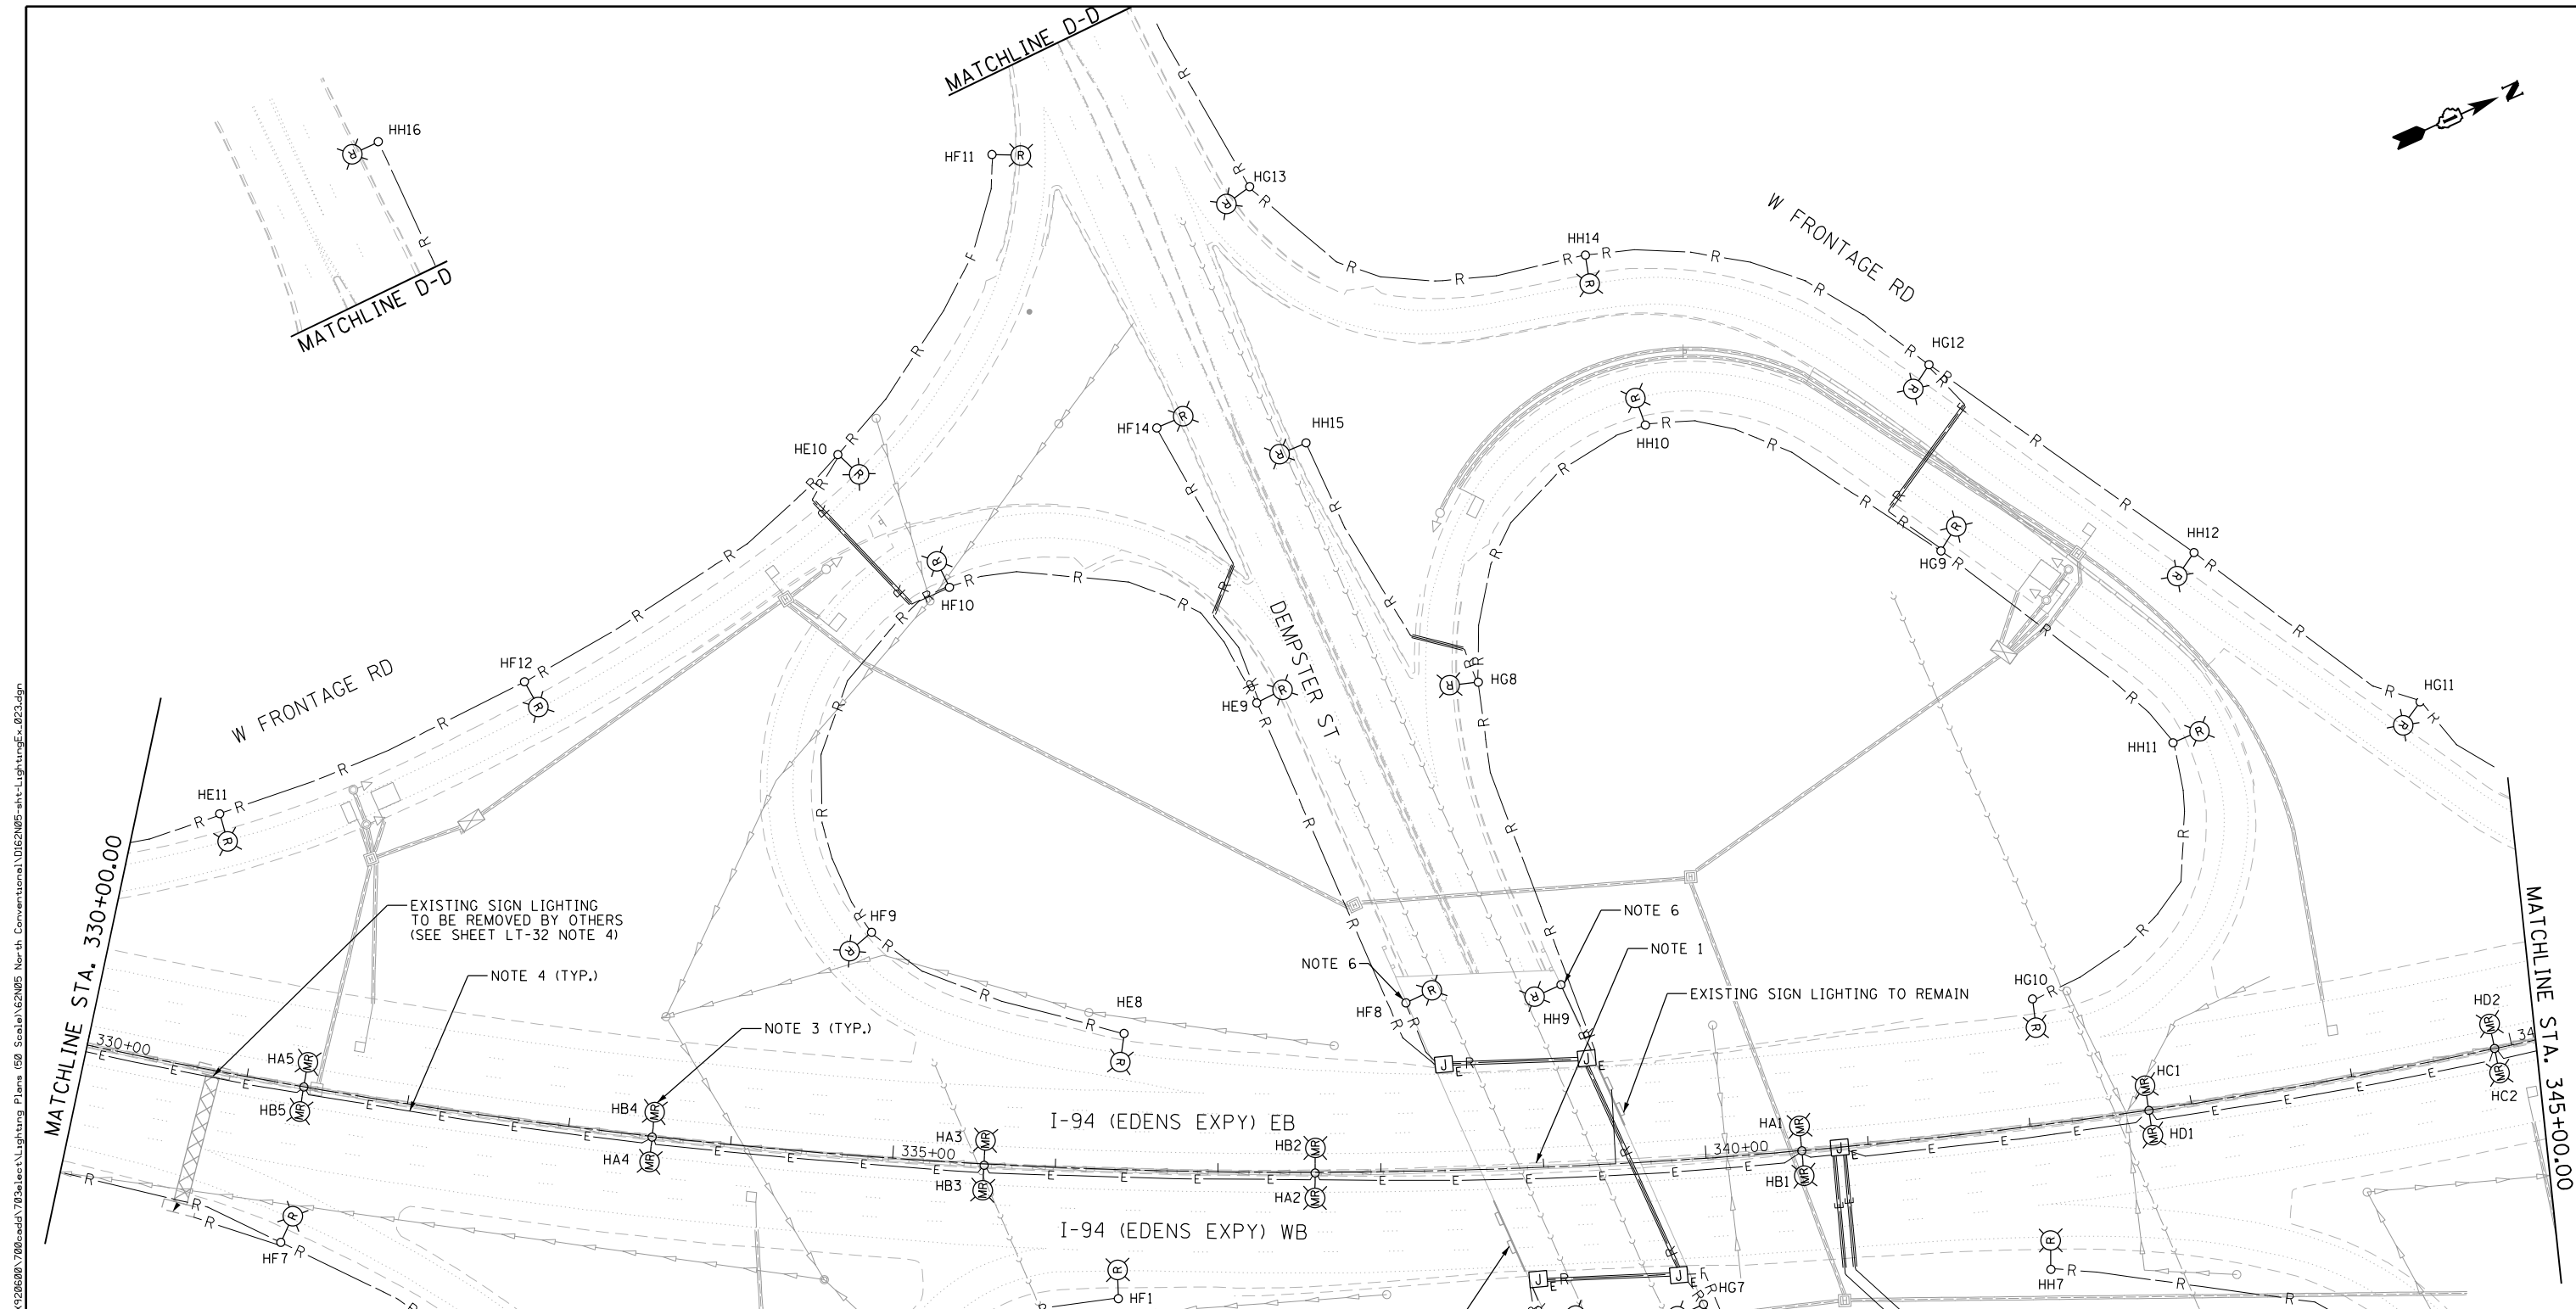 MATCHLINE D-D
N
HH16
HF11
HG13
W FRONTAGE RD
HH14
MATCHLINE D-D
HG12
HF14
HH15
HH10
HE10
HG9
HH12
HF10
DEMPSTER ST
HF12
W FRONTAGE RD
HE9
HG8
HG11
HH11
HE11
MATCHLINE STA. 330+00.00
EXISTING SIGN LIGHTING
TO BE REMOVED BY OTHERS
(SEE SHEET LT-32 NOTE 4)
HF9
NOTE 6
NOTE 1
NOTE 4 (TYP.)
NOTE 6
EXISTING SIGN LIGHTING TO REMAIN
HG10
MATCHLINE STA. 345+00.00
HE8
HF8
HH9
NOTE 3 (TYP.)
HD2
330+00
HA5
HB5
HB4
HA4
I-94 (EDENS EXPY) EB
HA3
335+00
HB3
HB2
HA2
HA1
340+00
HB1
HC1
HD1
HC2
I-94 (EDENS EXPY) WB
HF7
HF1
HG7
HH7